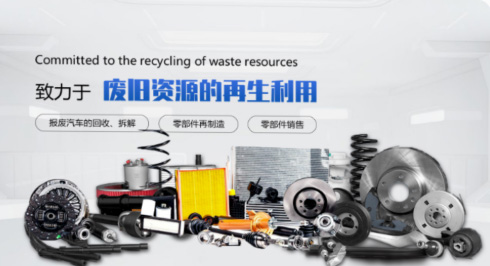 Committed to the recycling of waste resources
致力于 废旧资源的再生利用
报废汽车的回收、拆解 零部件再制造 零部件销售